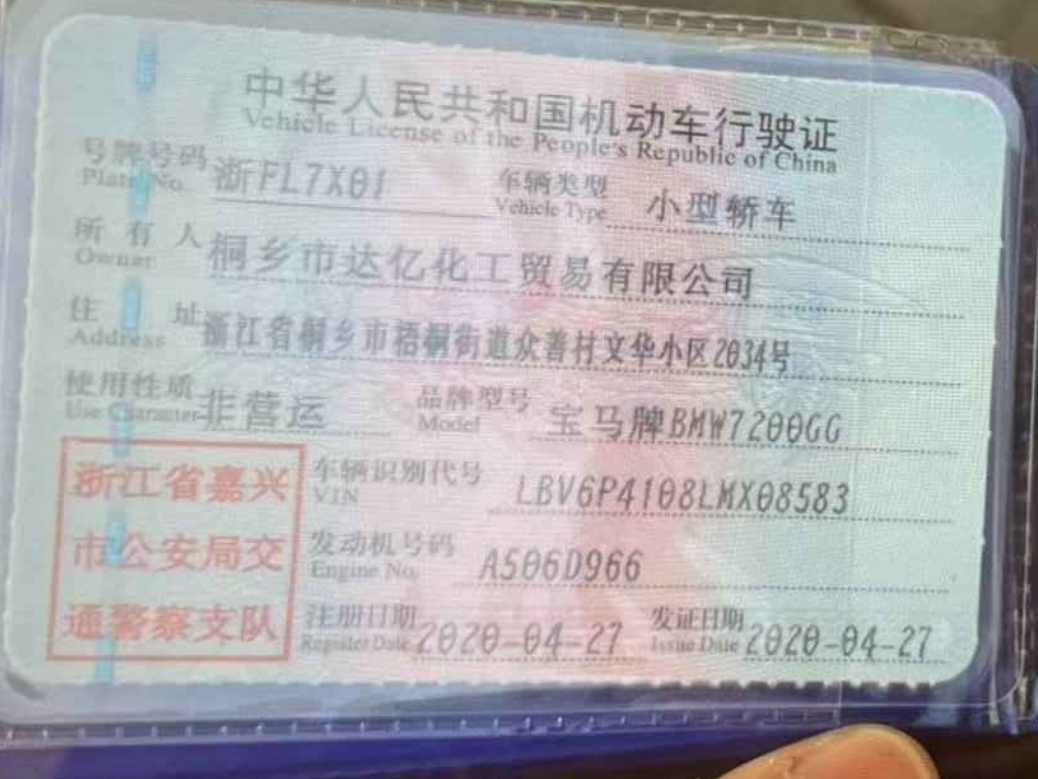 中华人民共和国机动车行驶证
Vehicle License of the People's Republic of China
号牌号码 浙FL7X01 车辆类型 小型轿车
Plate No. Vehicle Type
所有人 桐乡市达亿化工贸易有限公司
Owner
住址 浙江省桐乡市梧桐街道众善村文华小区2034号
Address
使用性质 非营运 品牌型号 宝马牌BMW7200GG
Use Character Model
浙江省嘉兴 车辆识别代号 LBV6P4108LMX08583
VIN
市公安局交 发动机号码 A506D966
Engine No.
通警察支队 注册日期 2020-04-27 发证日期 2020-04-27
Register Date Issue Date